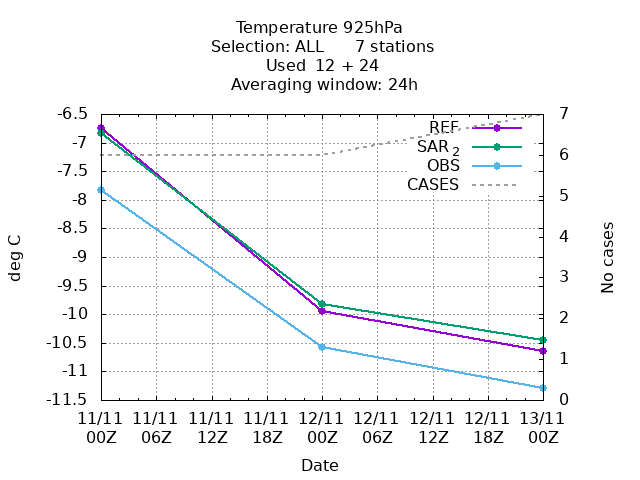 Temperature 925hPa
Selection: ALL 7 stations
Used 12 + 24
Averaging window: 24h
deg C
-6.5
-7
-7.5
-8
-8.5
-9
-9.5
-10
-10.5
-11
-11.5
REF
SAR 2
OBS
CASES
7
6
5
4
3
2
1
0
No cases
11/11 11/11 11/11 11/11 12/11 12/11 12/11 12/11 13/11
00Z 06Z 12Z 18Z 00Z 06Z 12Z 18Z 00Z
Date